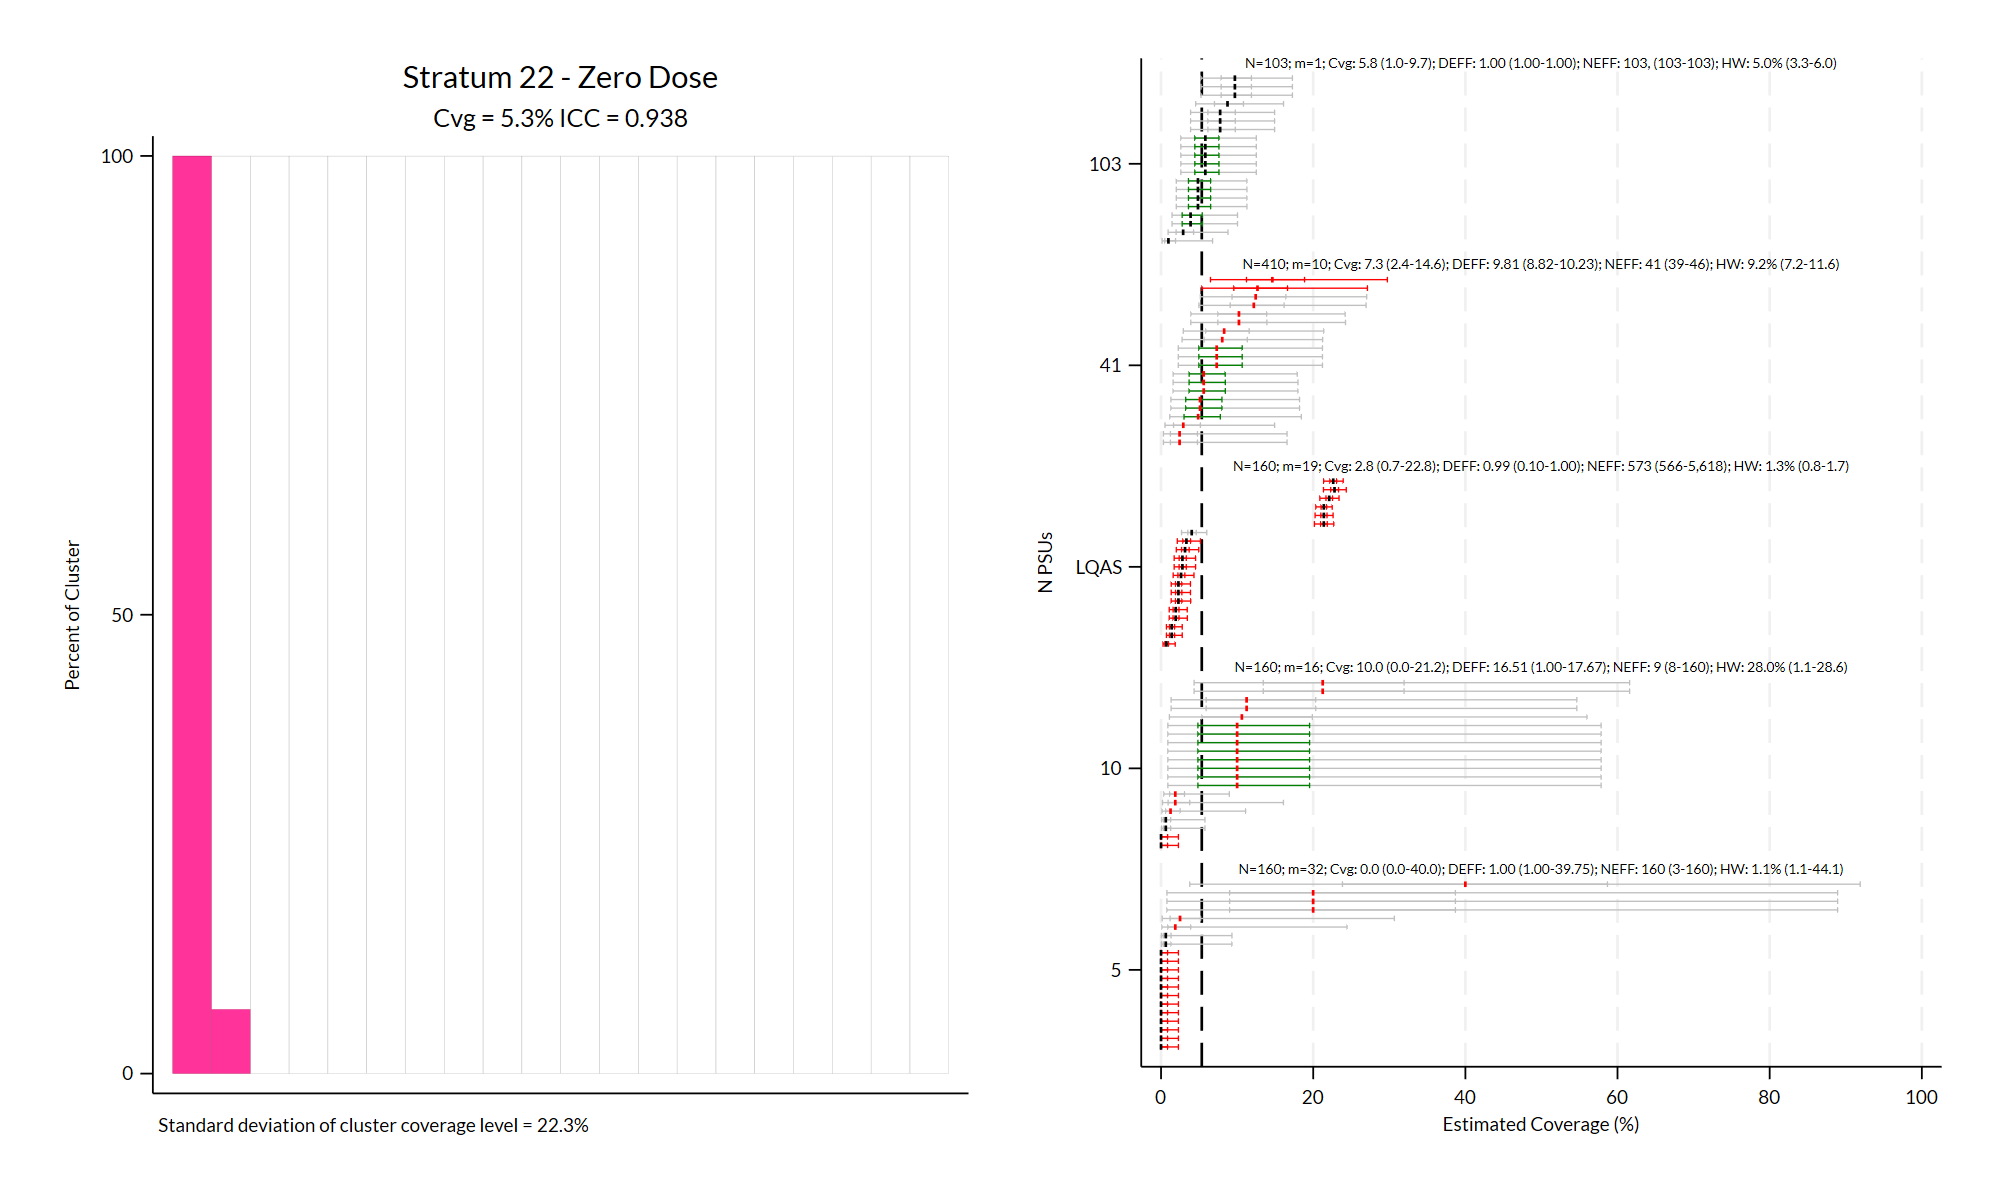 Stratum 22 - Zero Dose
Cvg = 5.3% ICC = 0.938
100
50
0
Percent of Cluster
Standard deviation of cluster coverage level = 22.3%
N=103; m=1; Cvg: 5.8 (1.0-9.7); DEFF: 1.00 (1.00-1.00); NEFF: 103, (103-103); HW: 5.0% (3.3-6.0)
103
N=410; m=10; Cvg: 7.3 (2.4-14.6); DEFF: 9.81 (8.82-10.23); NEFF: 41 (39-46); HW: 9.2% (7.2-11.6)
41
N=160; m=19; Cvg: 2.8 (0.7-22.8); DEFF: 0.99 (0.10-1.00); NEFF: 573 (566-5,618); HW: 1.3% (0.8-1.7)
LQAS
N=160; m=16; Cvg: 10.0 (0.0-21.2); DEFF: 16.51 (1.00-17.67); NEFF: 9 (8-160); HW: 28.0% (1.1-28.6)
10
N=160; m=32; Cvg: 0.0 (0.0-40.0); DEFF: 1.00 (1.00-39.75); NEFF: 160 (3-160); HW: 1.1% (1.1-44.1)
5
N PSUs
0 20 40 60 80 100
Estimated Coverage (%)